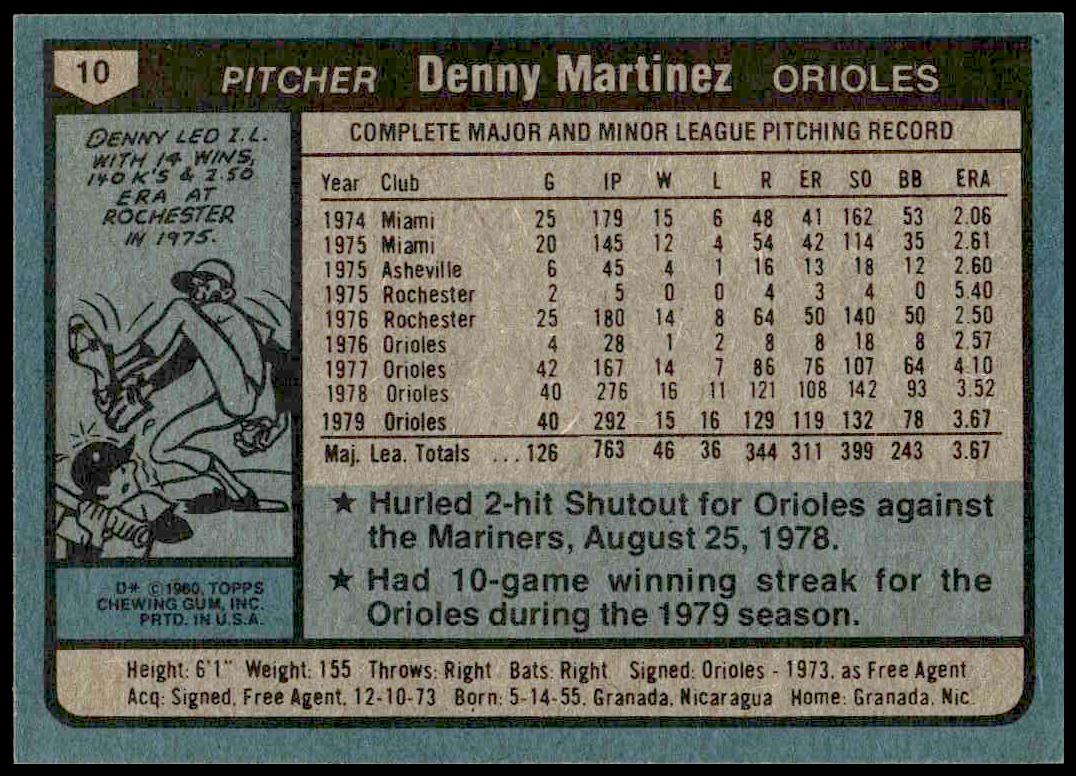 10 PITCHER Denny Martinez ORIOLES
DENNY LED I.L.
WITH 14 WINS,
140 K'S & 2.50
ERA AT
ROCHESTER
IN 1975.
COMPLETE MAJOR AND MINOR LEAGUE PITCHING RECORD
Year Club G IP W L R ER SO BB ERA
1974 Miami 25 179 15 6 48 41 162 53 2.06
1975 Miami 20 145 12 4 54 42 114 35 2.61
1975 Asheville 6 45 4 1 16 13 18 12 2.60
1975 Rochester 2 5 0 0 4 3 4 0 5.40
1976 Rochester 25 180 14 8 64 50 140 50 2.50
1976 Orioles 4 28 1 2 8 8 18 8 2.57
1977 Orioles 42 167 14 7 86 76 107 64 4.10
1978 Orioles 40 276 16 11 121 108 142 93 3.52
1979 Orioles 40 292 15 16 129 119 132 78 3.67
Maj. Lea. Totals ...126 763 46 36 344 311 399 243 3.67
★ Hurled 2-hit Shutout for Orioles against
the Mariners, August 25, 1978.
★ Had 10-game winning streak for the
Orioles during the 1979 season.
D* © 1980, TOPPS
CHEWING GUM, INC.
PRTD. IN U.S.A.
Height: 6'1" Weight: 155 Throws: Right Bats: Right Signed: Orioles - 1973, as Free Agent
Acq: Signed, Free Agent, 12-10-73 Born: 5-14-55, Granada, Nicaragua Home: Granada, Nic.